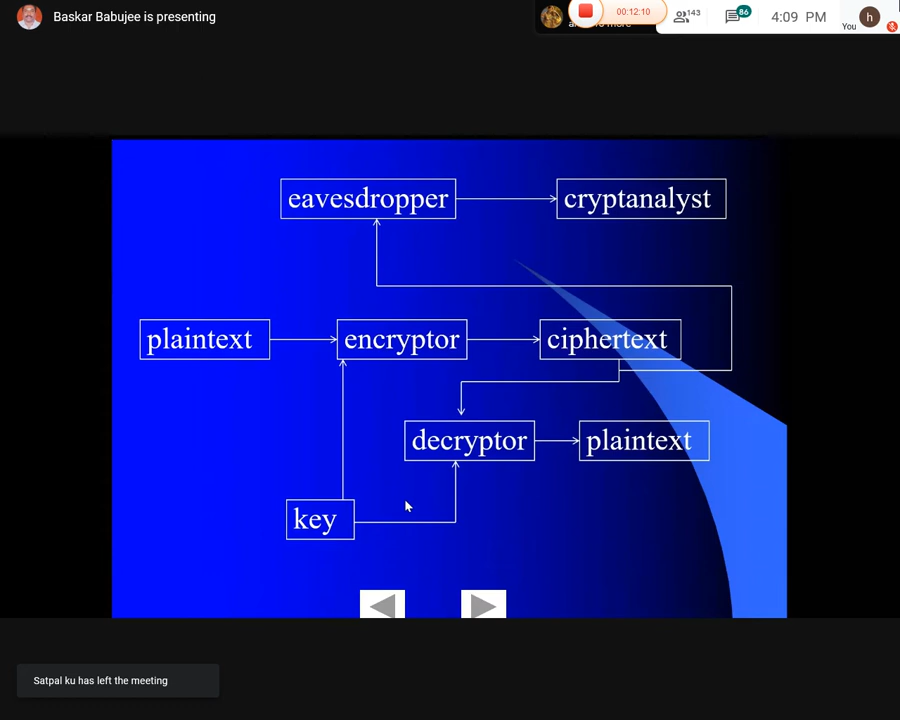 Baskar Babujee is presenting
00:12:10
143
86
4:09 PM
You
h
eavesdropper
cryptanalyst
plaintext
encryptor
ciphertext
decryptor
plaintext
key
Satpal ku has left the meeting